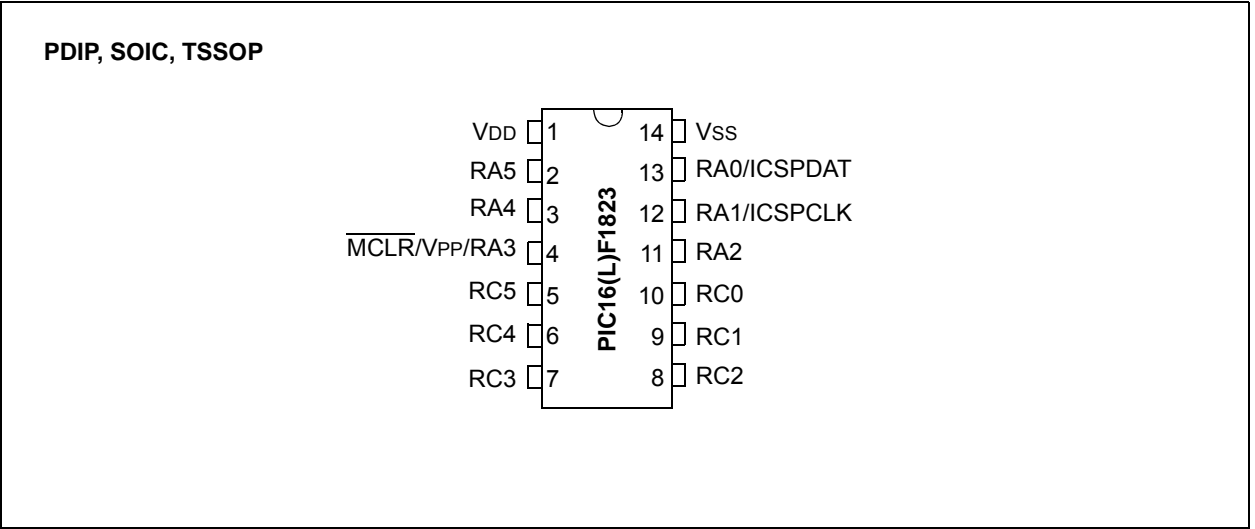 PDIP, SOIC, TSSOP
VDD 1 14 VSS
RA5 2 13 RA0/ICSPDAT
RA4 3 12 RA1/ICSPCLK
MCLR/VPP/RA3 4 11 RA2
RC5 5 10 RC0
RC4 6 9 RC1
RC3 7 8 RC2
PIC16(L)F1823